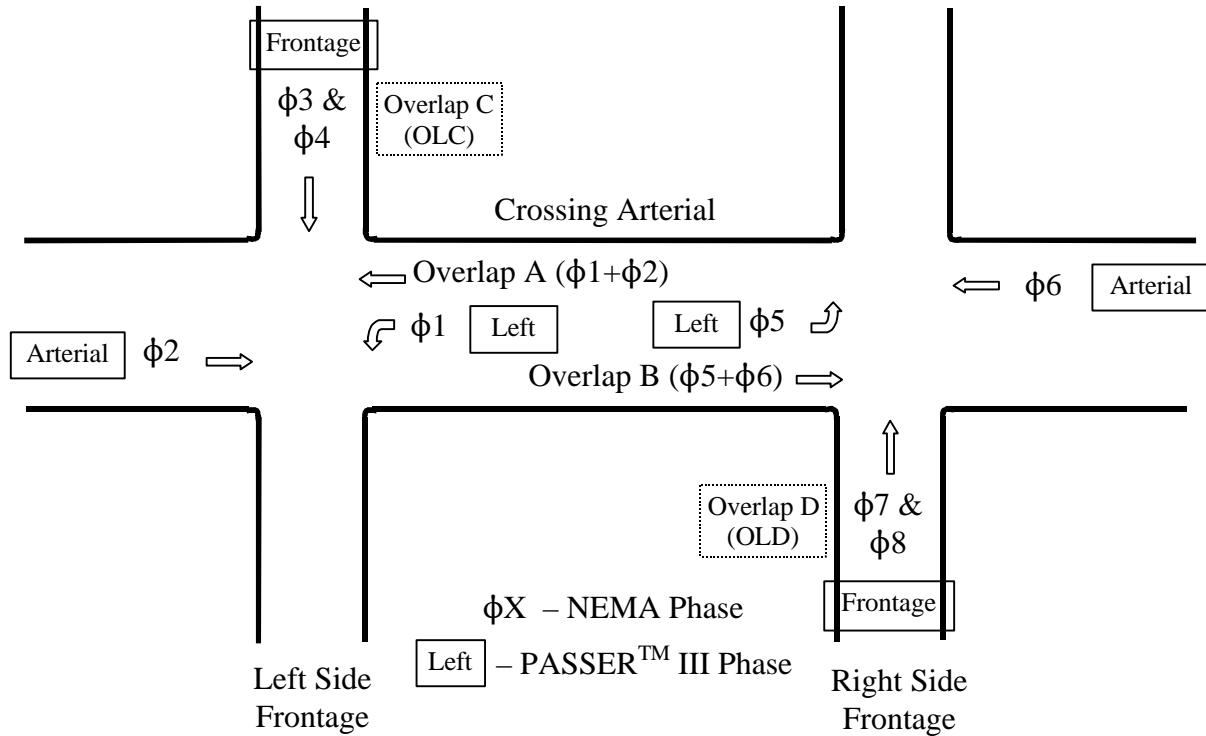 Frontage
ϕ3 &
ϕ4
Overlap C
(OLC)
Crossing Arterial
Overlap A (ϕ1+ϕ2)
ϕ6
Arterial
ϕ1
Left
Left
ϕ5
Arterial
ϕ2
Overlap B (ϕ5+ϕ6)
Overlap D
(OLD)
ϕ7 &
ϕ8
Frontage
ϕX – NEMA Phase
Left – PASSER™ III Phase
Left Side
Frontage
Right Side
Frontage